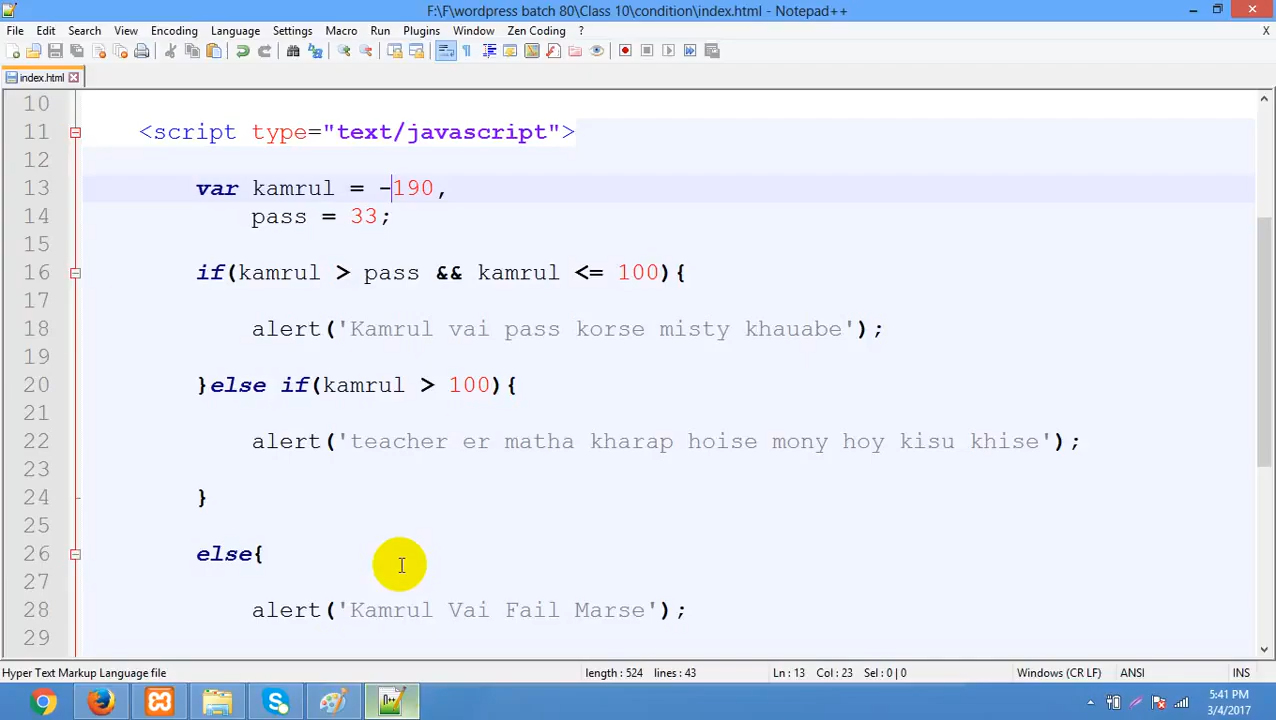 F:\F\wordpress batch 80\Class 10\condition\index.html - Notepad++
File Edit Search View Encoding Language Settings Macro Run Plugins Window Zen Coding ? X
index.html
10
11 <script type="text/javascript">
12
13 var kamrul = -190,
14 pass = 33;
15
16 if(kamrul > pass && kamrul <= 100){
17
18 alert('Kamrul vai pass korse misty khauabe');
19
20 }else if(kamrul > 100){
21
22 alert('teacher er matha kharap hoise mony hoy kisu khise');
23
24 }
25
26 else{
27
28 alert('Kamrul Vai Fail Marse');
29
Hyper Text Markup Language file length : 524 lines : 43 Ln : 13 Col : 23 Sel : 0 | 0 Windows (CR LF) ANSI INS
5:41 PM
3/4/2017